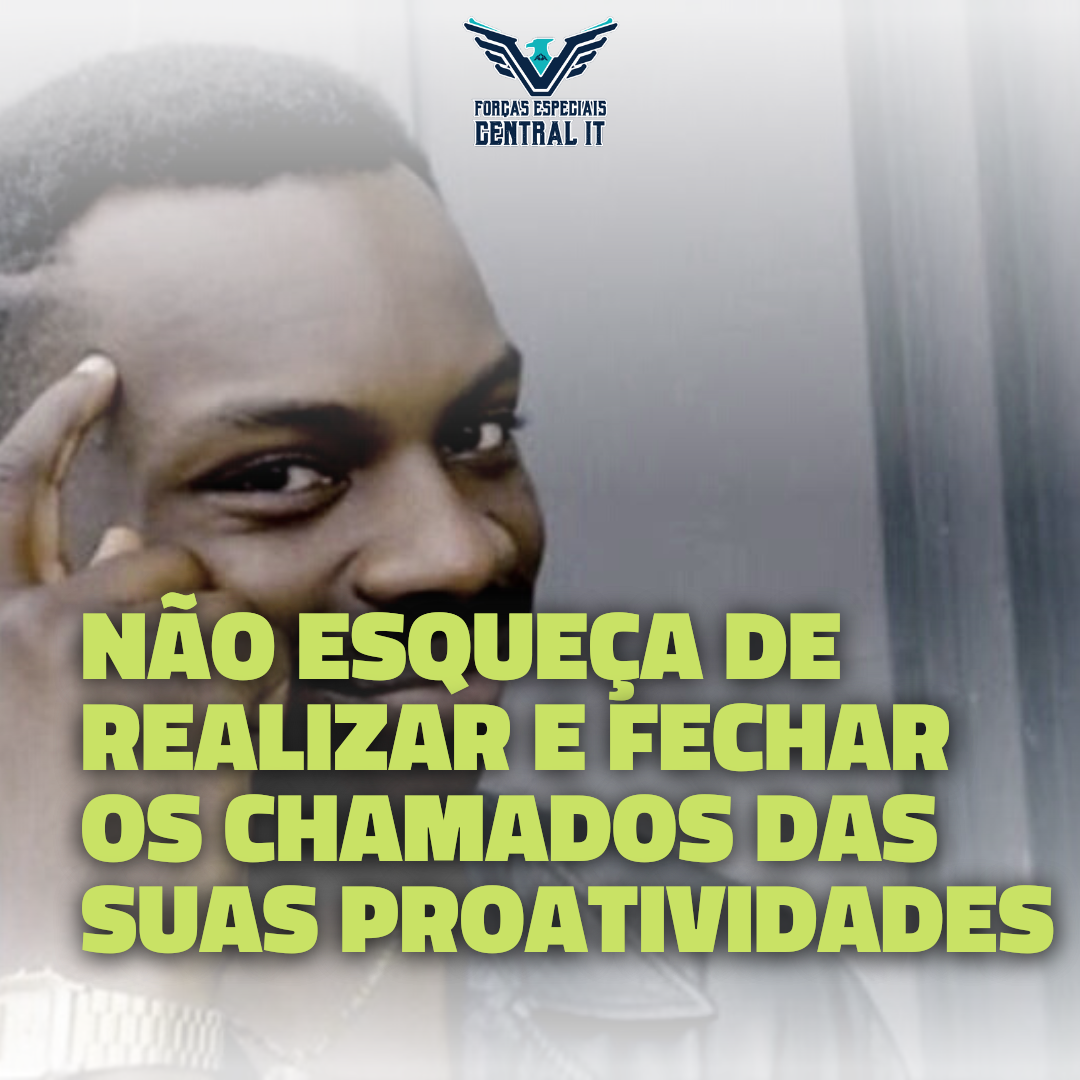 FORÇAS ESPECIAIS
CENTRAL IT
NÃO ESQUEÇA DE
REALIZAR E FECHAR
OS CHAMADOS DAS
SUAS PROATIVIDADES